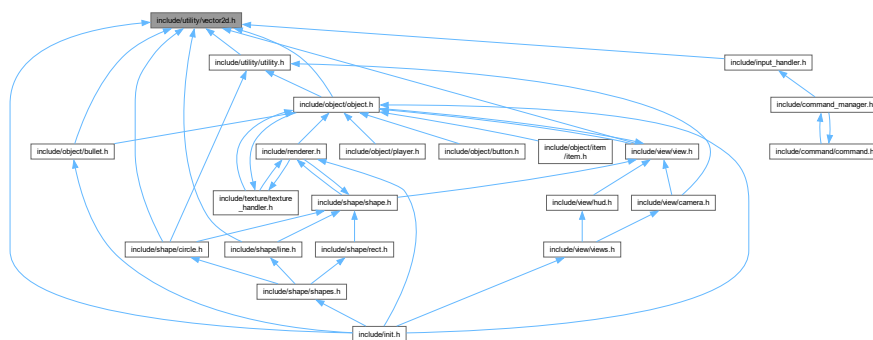 include/utility/vector2d.h
include/utility/utility.h
include/input_handler.h
include/object/object.h
include/command_manager.h
include/object/bullet.h
include/renderer.h
include/object/player.h
include/object/button.h
include/object/item
/item.h
include/view/view.h
include/command/command.h
include/texture/texture
_handler.h
include/shape/shape.h
include/view/hud.h
include/view/camera.h
include/shape/circle.h
include/shape/line.h
include/shape/rect.h
include/view/views.h
include/shape/shapes.h
include/init.h